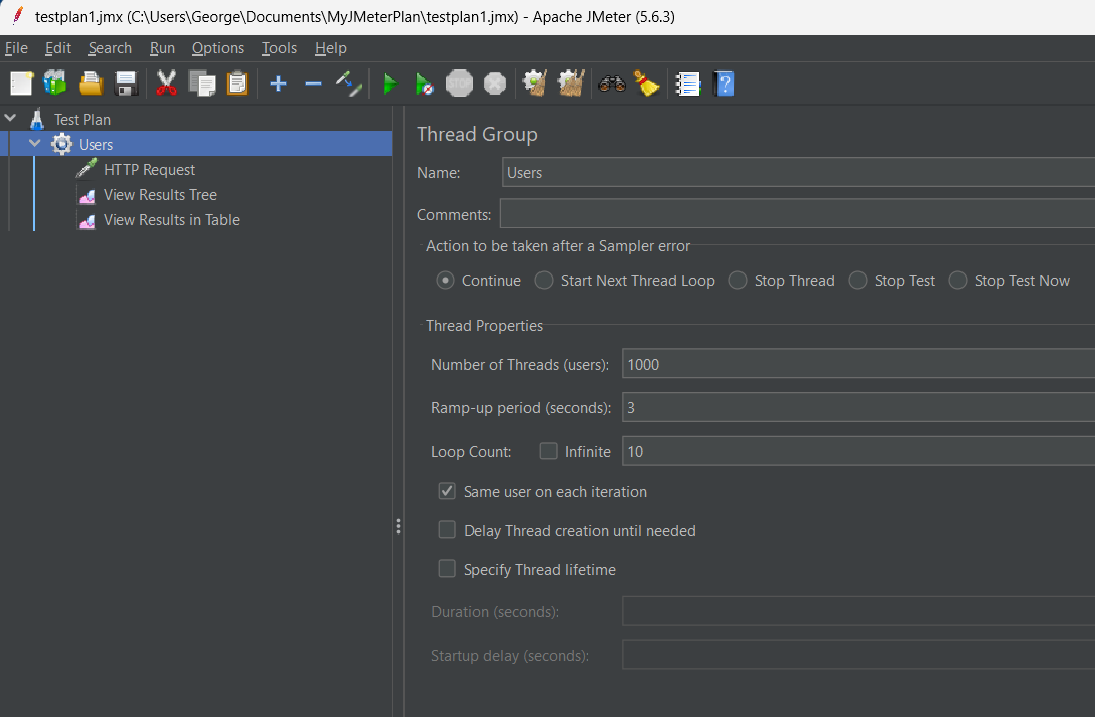 testplan1.jmx (C:\Users\George\Documents\MyJMeterPlan\testplan1.jmx) - Apache JMeter (5.6.3)
File Edit Search Run Options Tools Help
STOP
Test Plan
Users
HTTP Request
View Results Tree
View Results in Table
Thread Group
Name: Users
Comments:
Action to be taken after a Sampler error
Continue Start Next Thread Loop Stop Thread Stop Test Stop Test Now
Thread Properties
Number of Threads (users): 1000
Ramp-up period (seconds): 3
Loop Count: Infinite 10
Same user on each iteration
Delay Thread creation until needed
Specify Thread lifetime
Duration (seconds):
Startup delay (seconds):